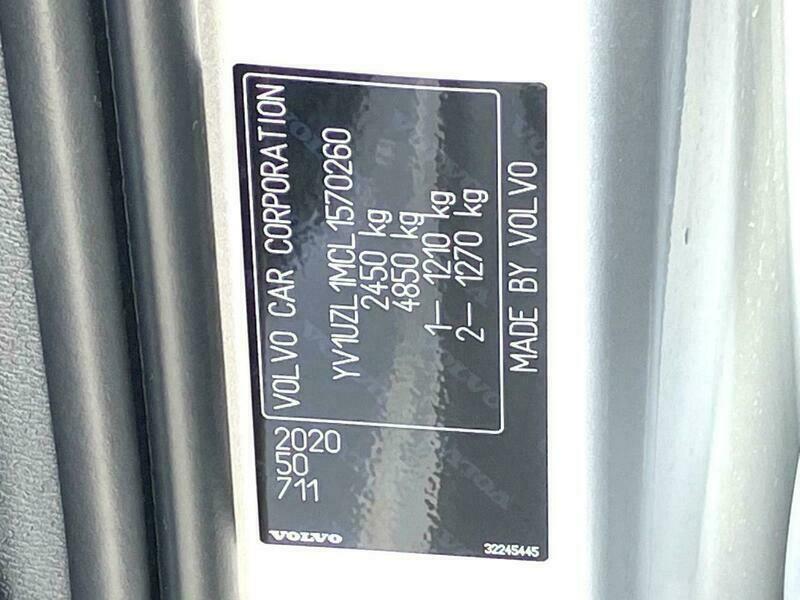 VOLVO CAR CORPORATION
YV1UZL1MCL1570260
2450 kg
4850 kg
1– 1210 kg
2– 1270 kg
MADE BY VOLVO
2020
50
711
VOLVO
32245445